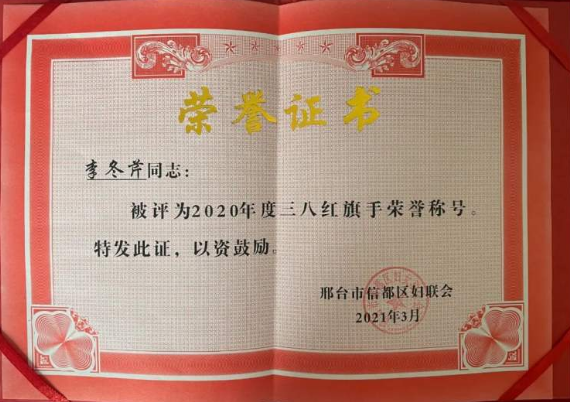 荣誉证书
李冬芹同志：
被评为2020年度三八红旗手荣誉称号。
特发此证，以资鼓励。
邢台市信都区妇联会
2021年3月